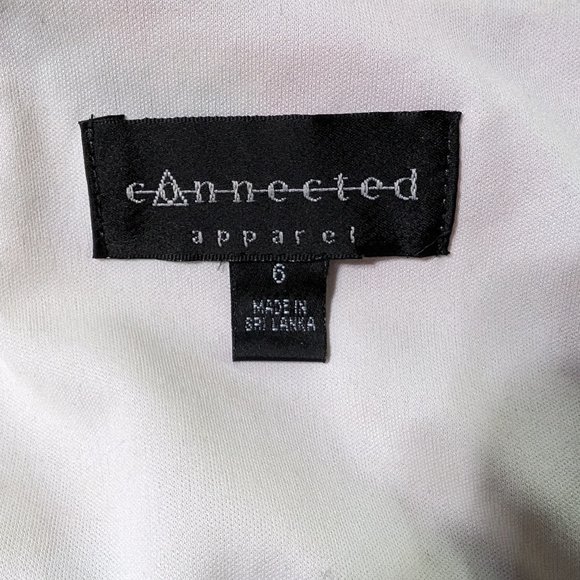 connected
apparel
6
MADE IN
SRI LANKA